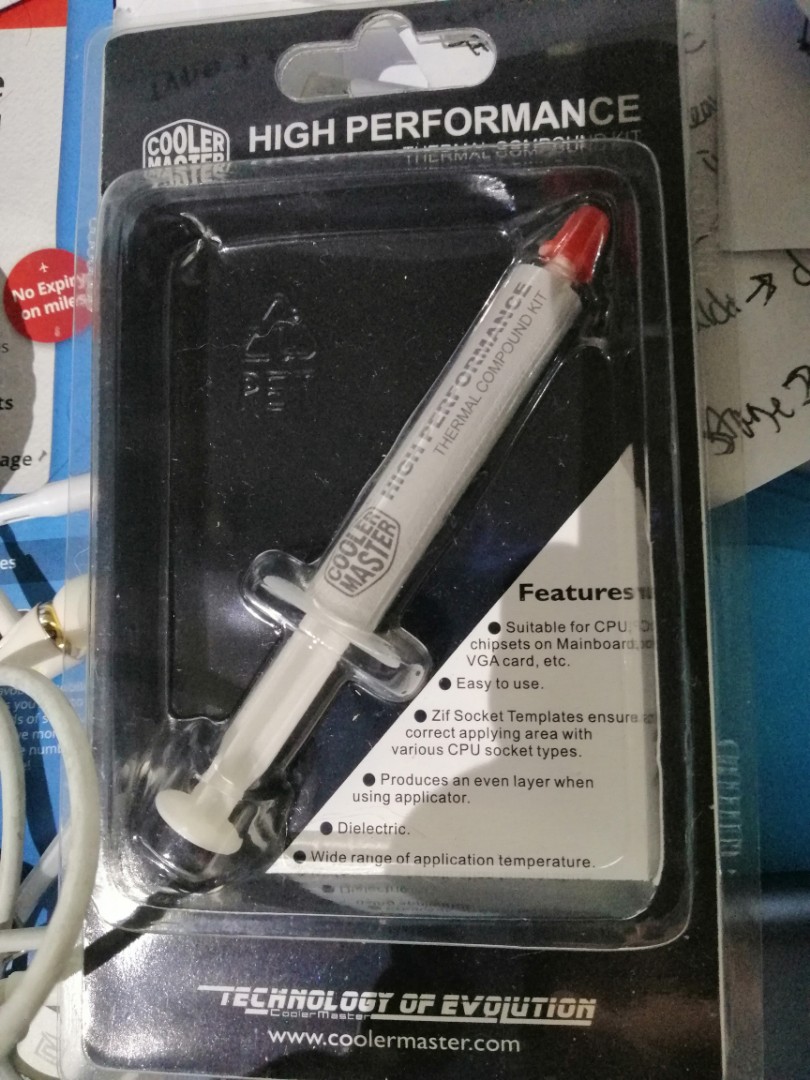 COOLER
MASTER
HIGH PERFORMANCE
THERMAL COMPOUND KIT
No Expiry
on miles
HIGH PERFORMANCE
THERMAL COMPOUND KIT
COOLER
MASTER
Features
● Suitable for CPU,
chipsets on Mainboard,
VGA card, etc.
● Easy to use.
● Zif Socket Templates ensure
correct applying area with
various CPU socket types.
● Produces an even layer when
using applicator.
● Dielectric.
● Wide range of application temperature.
TECHNOLOGY OF EVOLUTION
CoolerMaster
www.coolermaster.com